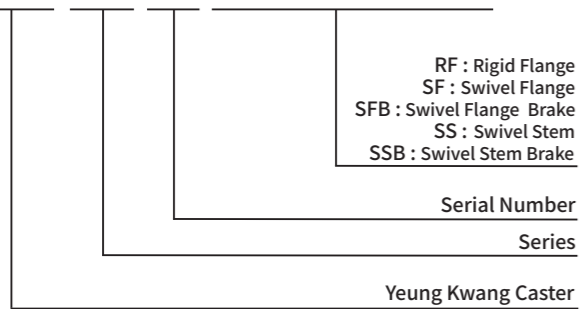 RF : Rigid Flange
SF : Swivel Flange
SFB : Swivel Flange Brake
SS : Swivel Stem
SSB : Swivel Stem Brake
Serial Number
Series
Yeung Kwang Caster